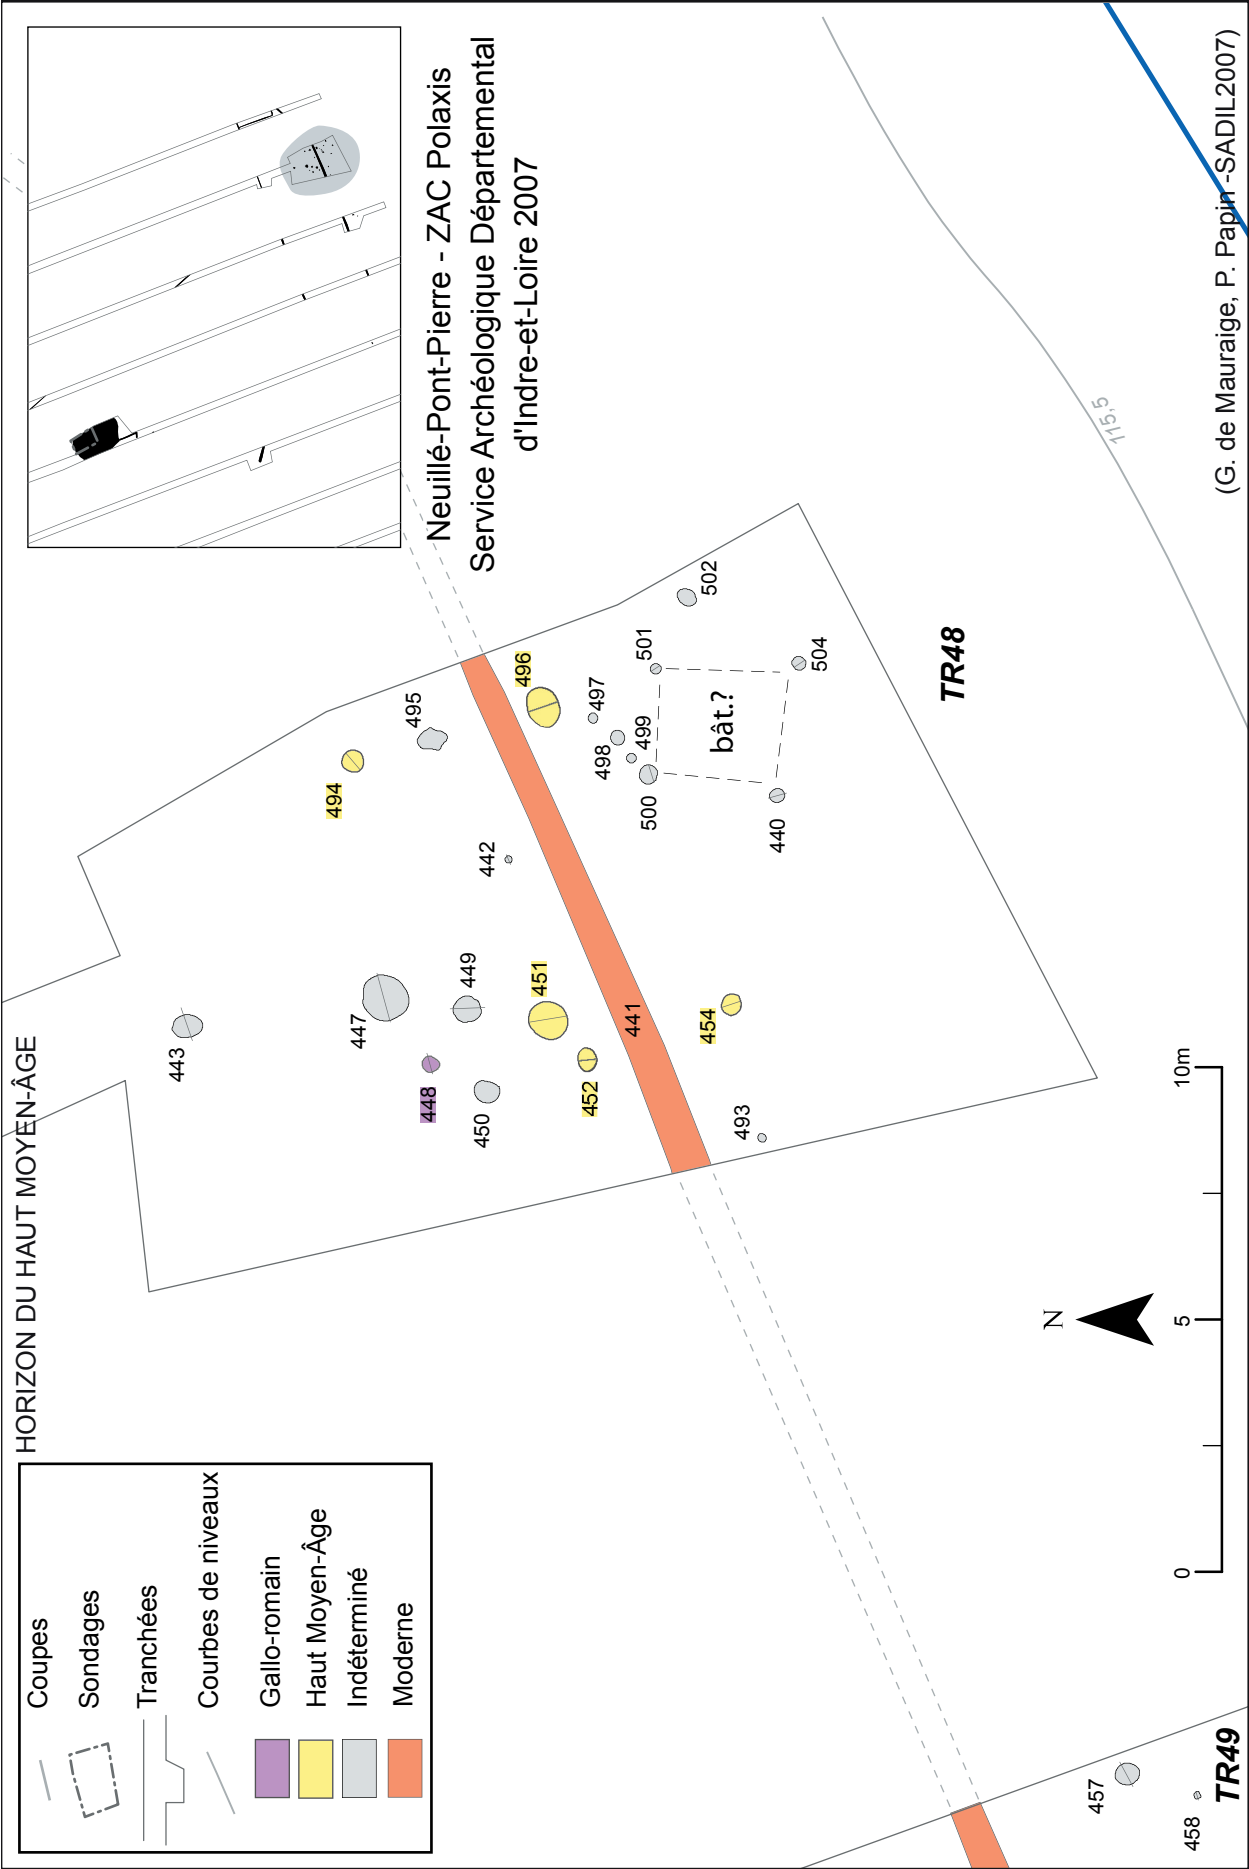 HORIZON DU HAUT MOYEN-ÂGE
Coupes
Sondages
Tranchées
Courbes de niveaux
Gallo-romain
Haut Moyen-Âge
Indéterminé
Moderne
Neuillé-Pont-Pierre - ZAC Polaxis
Service Archéologique Départemental
d'Indre-et-Loire 2007
443
447
448
449
450
451
452
441
454
493
442
494
495
496
497
498
499
500
501
502
504
440
bât.?
TR48
115,5
N
0
5
10m
457
458
TR49
(G. de Mauraige, P. Papin -SADIL2007)